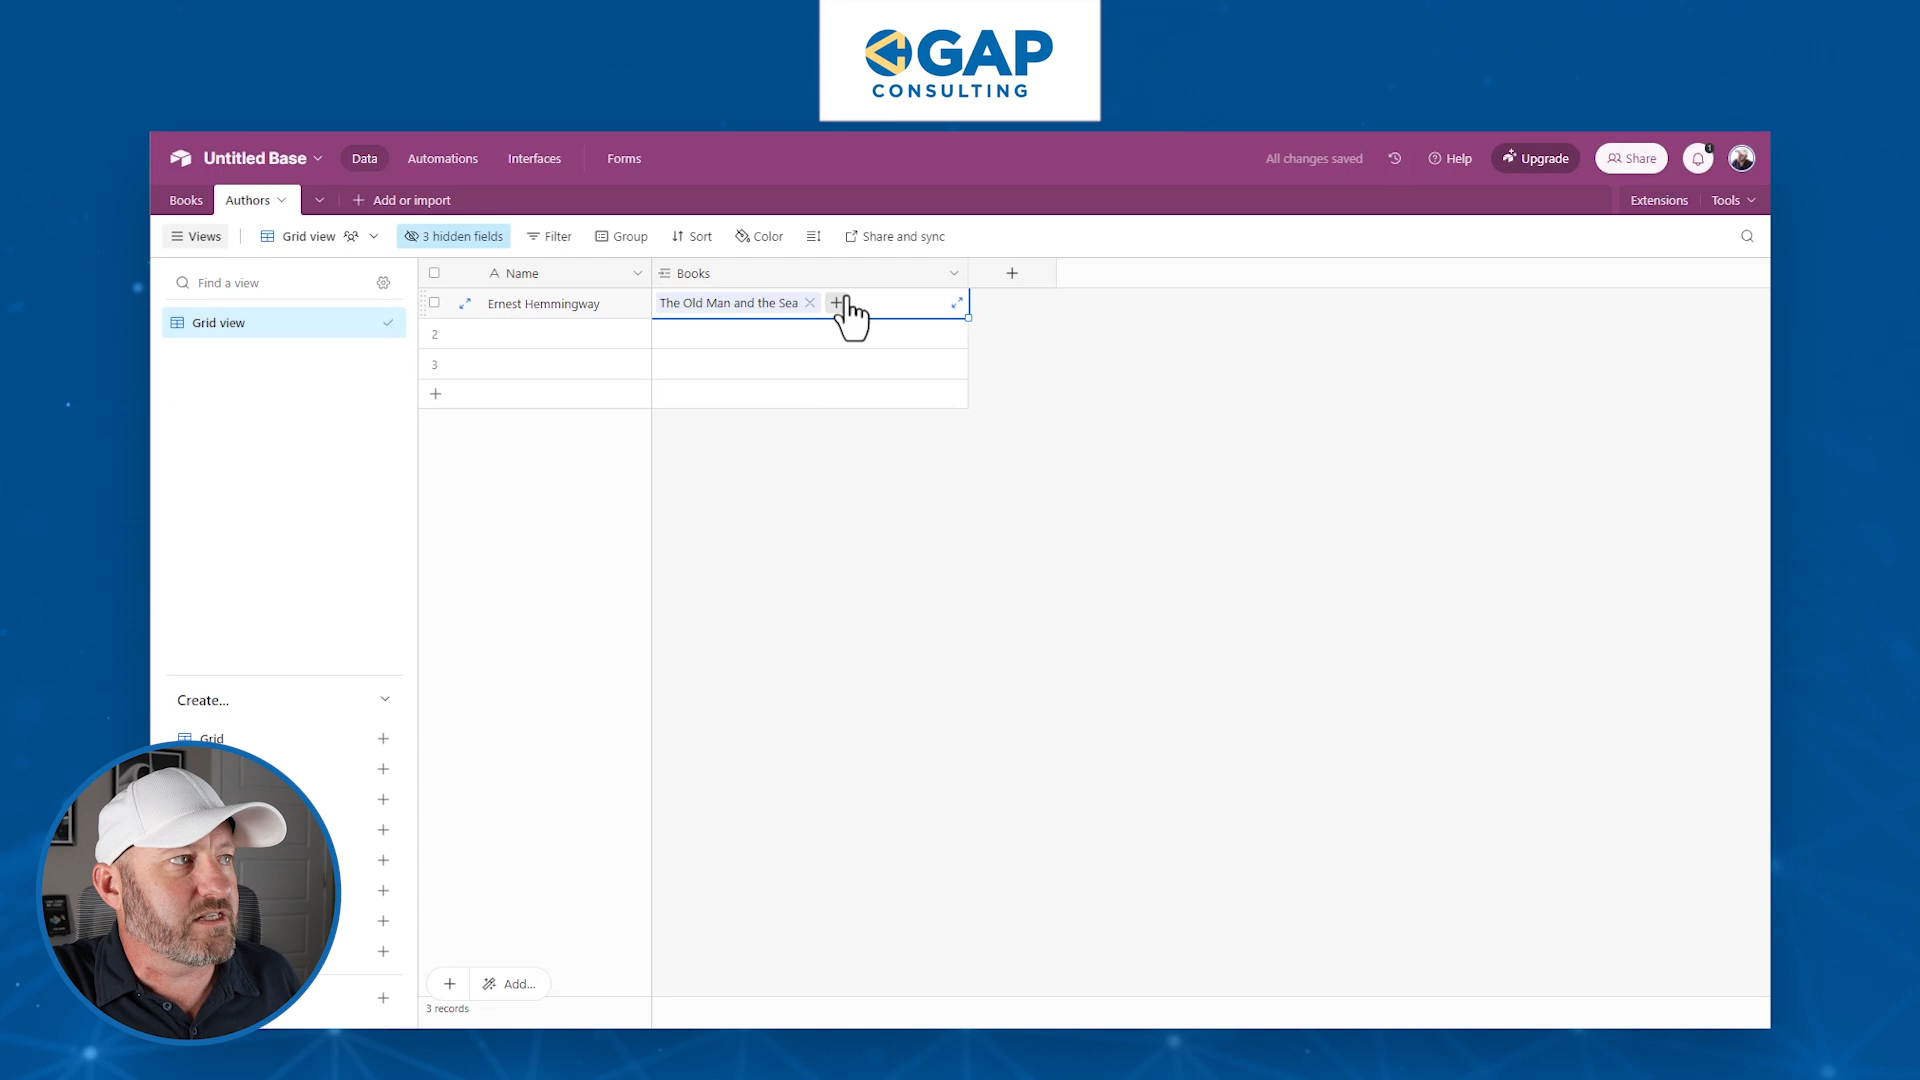 GAP
CONSULTING
Untitled Base
Data
Automations
Interfaces
Forms
All changes saved
Help
Upgrade
Share
1
Books
Authors
Add or import
Extensions
Tools
Views
Grid view
3 hidden fields
Filter
Group
Sort
Color
Share and sync
Find a view
Name
Books
Ernest Hemmingway
The Old Man and the Sea
Grid view
2
3
Create...
Grid
Add...
3 records